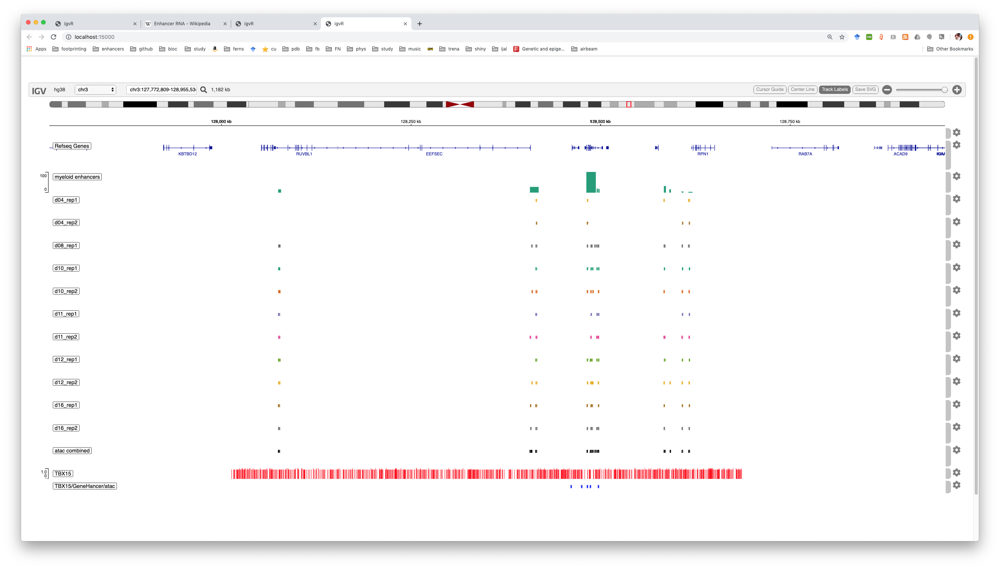 igvR Enhancer RNA - Wikipedia igvR igvR
localhost:15000
Apps footprinting enhancers github bioc study ferns cu pdb fb FN phys study music trena shiny ijal Genetic and epige... airbeam Other Bookmarks
IGV hg38 chr3 chr3:127,772,809-128,955,53 1,182 kb Cursor Guide Center Line Track Labels Save SVG
128,000 kb 128,250 kb 128,500 kb 128,750 kb
Refseq Genes
KBTBD12 RUVBL1 EEFSEC RPN1 RAB7A ACAD9
100 myeloid enhancers
0
d04_rep1
d04_rep2
d08_rep1
d10_rep1
d10_rep2
d11_rep1
d11_rep2
d12_rep1
d12_rep2
d16_rep1
d16_rep2
atac combined
1.0 TBX15
0
TBX15/GeneHancer/atac